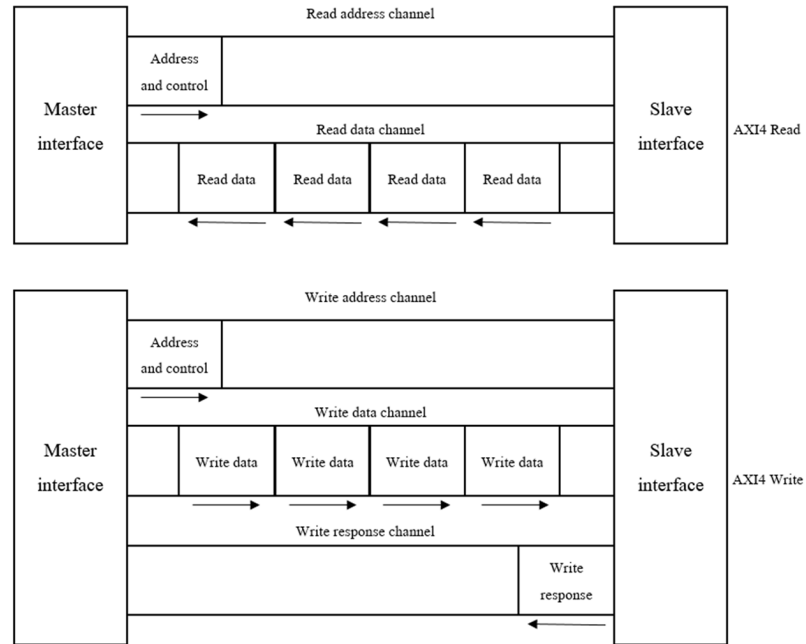 Read address channel
Address
and control
Master
interface
Slave
interface
AXI4 Read
Read data channel
Read data
Read data
Read data
Read data
Write address channel
Address
and control
Write data channel
Master
interface
Write data
Write data
Write data
Write data
Slave
interface
AXI4 Write
Write response channel
Write
response